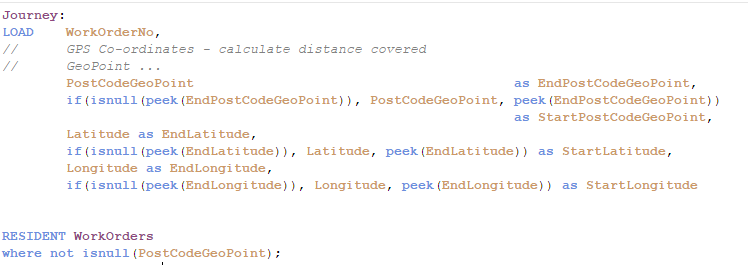 Journey:
LOAD    WorkOrderNo,
//      GPS Co-ordinates - calculate distance covered
//      GeoPoint ...
        PostCodeGeoPoint                                        as EndPostCodeGeoPoint,
        if(isnull(peek(EndPostCodeGeoPoint)), PostCodeGeoPoint, peek(EndPostCodeGeoPoint))
                                                                as StartPostCodeGeoPoint,
        Latitude as EndLatitude,
        if(isnull(peek(EndLatitude)), Latitude, peek(EndLatitude)) as StartLatitude,
        Longitude as EndLongitude,
        if(isnull(peek(EndLongitude)), Longitude, peek(EndLongitude)) as StartLongitude
RESIDENT WorkOrders
where not isnull(PostCodeGeoPoint);